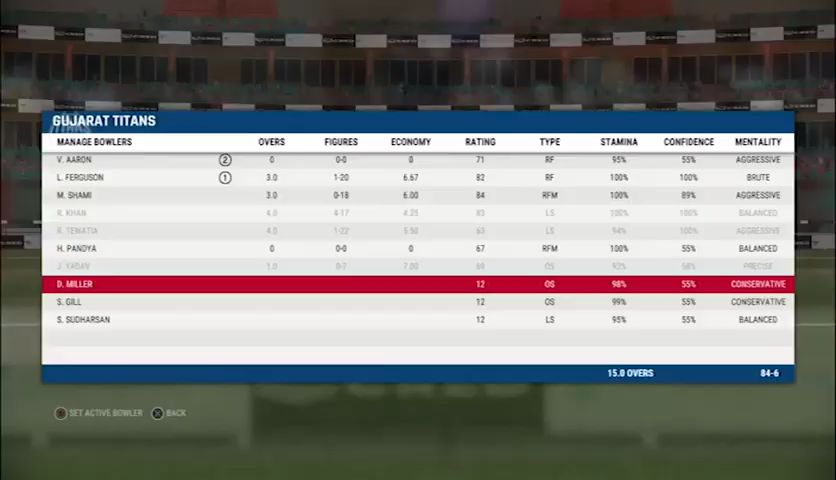 GUJARAT TITANS
MANAGE BOWLERS OVERS FIGURES ECONOMY RATING TYPE STAMINA CONFIDENCE MENTALITY
V. AARON 2 0 0-0 0 71 RF 95% 55% AGGRESSIVE
L. FERGUSON 1 3.0 1-20 6.67 82 RF 100% 100% BRUTE
M. SHAMI 3.0 0-18 6.00 84 RFM 100% 89% AGGRESSIVE
R. KHAN 4.0 4-17 4.25 83 LS 100% 100% BALANCED
R. TEWATIA 4.0 1-22 5.50 63 LS 94% 100% AGGRESSIVE
H. PANDYA 0 0-0 0 67 RFM 100% 55% BALANCED
J. YADAV 1.0 0-7 7.00 69 OS 92% 58% PRECISE
D. MILLER 12 OS 98% 55% CONSERVATIVE
S. GILL 12 OS 99% 55% CONSERVATIVE
S. SUDHARSAN 12 LS 95% 55% BALANCED
15.0 OVERS 84-6
SET ACTIVE BOWLER BACK